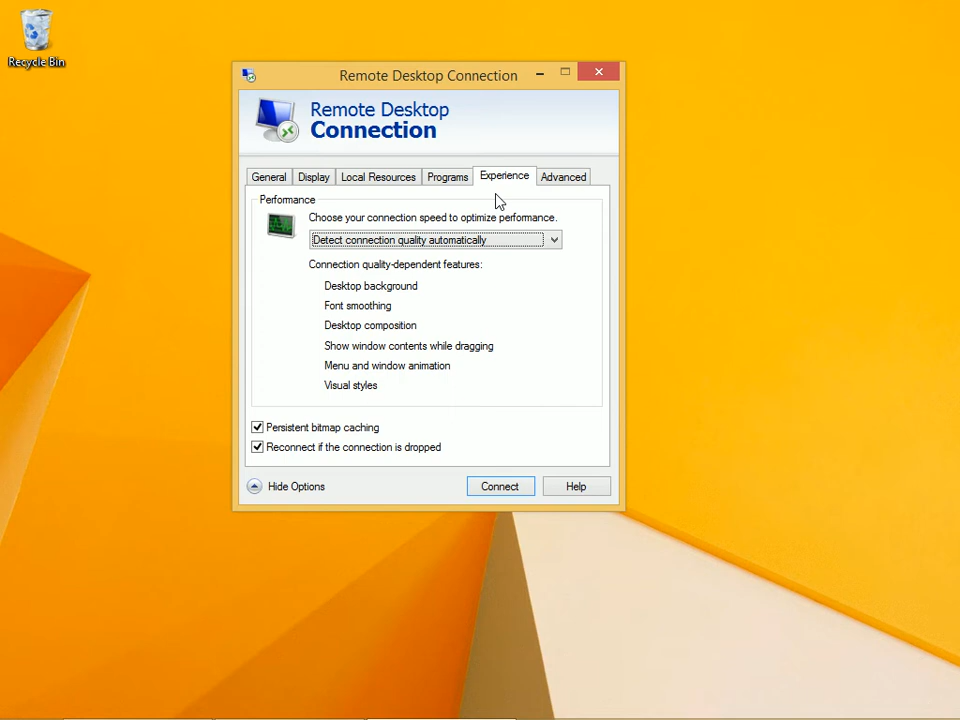 Recycle Bin
Remote Desktop Connection
Remote Desktop
Connection
General Display Local Resources Programs Experience Advanced
Performance
Choose your connection speed to optimize performance.
Detect connection quality automatically
Connection quality-dependent features:
Desktop background
Font smoothing
Desktop composition
Show window contents while dragging
Menu and window animation
Visual styles
Persistent bitmap caching
Reconnect if the connection is dropped
Hide Options Connect Help